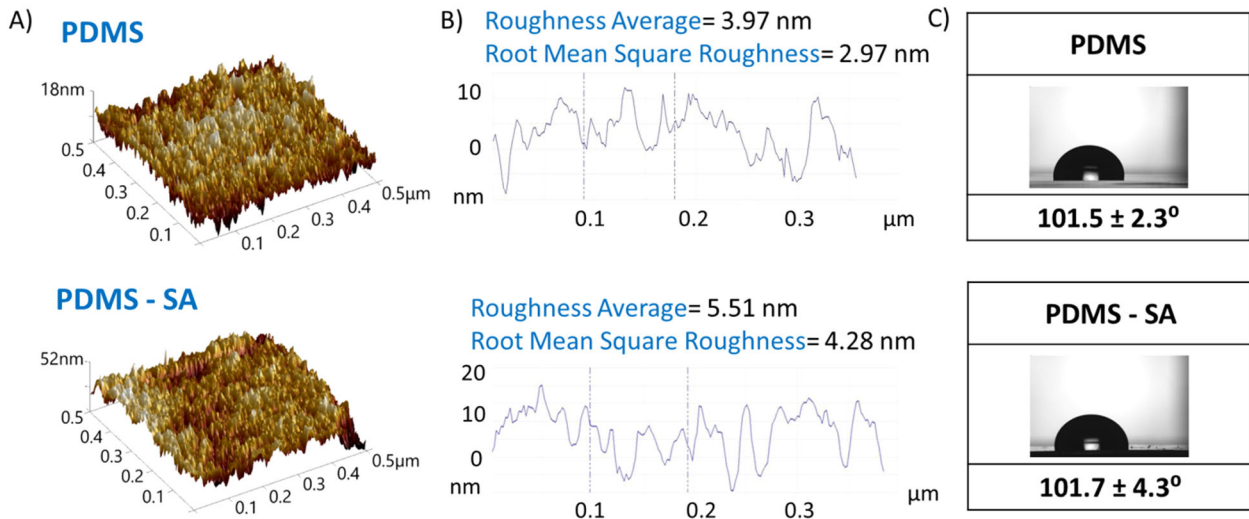 A)
PDMS
18nm
0.5
0.4
0.3
0.2
0.1
0.1
0.2
0.3
0.4
0.5µm
PDMS - SA
52nm
0.5
0.4
0.3
0.2
0.1
0.1
0.2
0.3
0.4
0.5µm
B)
Roughness Average= 3.97 nm
Root Mean Square Roughness= 2.97 nm
10
0
nm
0.1
0.2
0.3
µm
Roughness Average= 5.51 nm
Root Mean Square Roughness= 4.28 nm
20
10
0
nm
0.1
0.2
0.3
µm
C)
PDMS
101.5 ± 2.3º
PDMS - SA
101.7 ± 4.3º